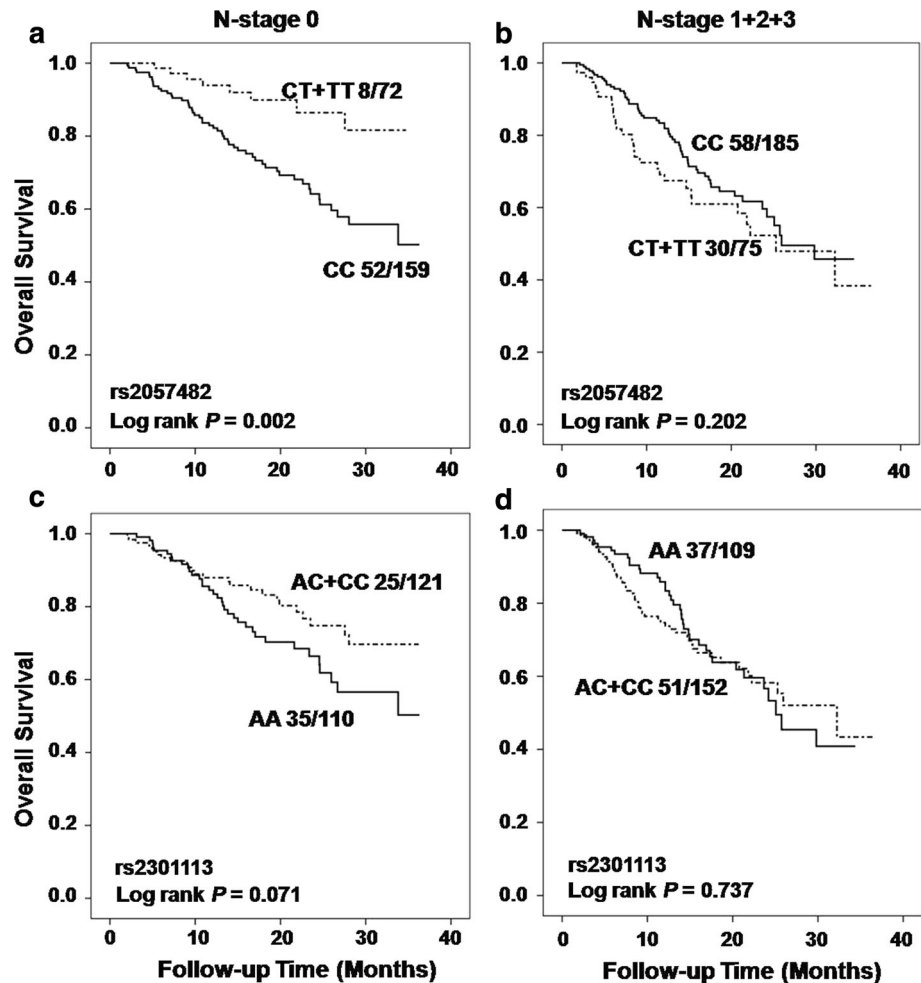 N-stage 0
N-stage 1+2+3
a
1.0
0.8
0.6
0.4
0.2
0.0
Overall Survival
CT+TT 8/72
CC 52/159
rs2057482
Log rank P = 0.002
0 10 20 30 40
b
1.0
0.8
0.6
0.4
0.2
0.0
CC 58/185
CT+TT 30/75
rs2057482
Log rank P = 0.202
0 10 20 30 40
c
1.0
0.8
0.6
0.4
0.2
0.0
Overall Survival
AC+CC 25/121
AA 35/110
rs2301113
Log rank P = 0.071
0 10 20 30 40
Follow-up Time (Months)
d
1.0
0.8
0.6
0.4
0.2
0.0
AA 37/109
AC+CC 51/152
rs2301113
Log rank P = 0.737
0 10 20 30 40
Follow-up Time (Months)